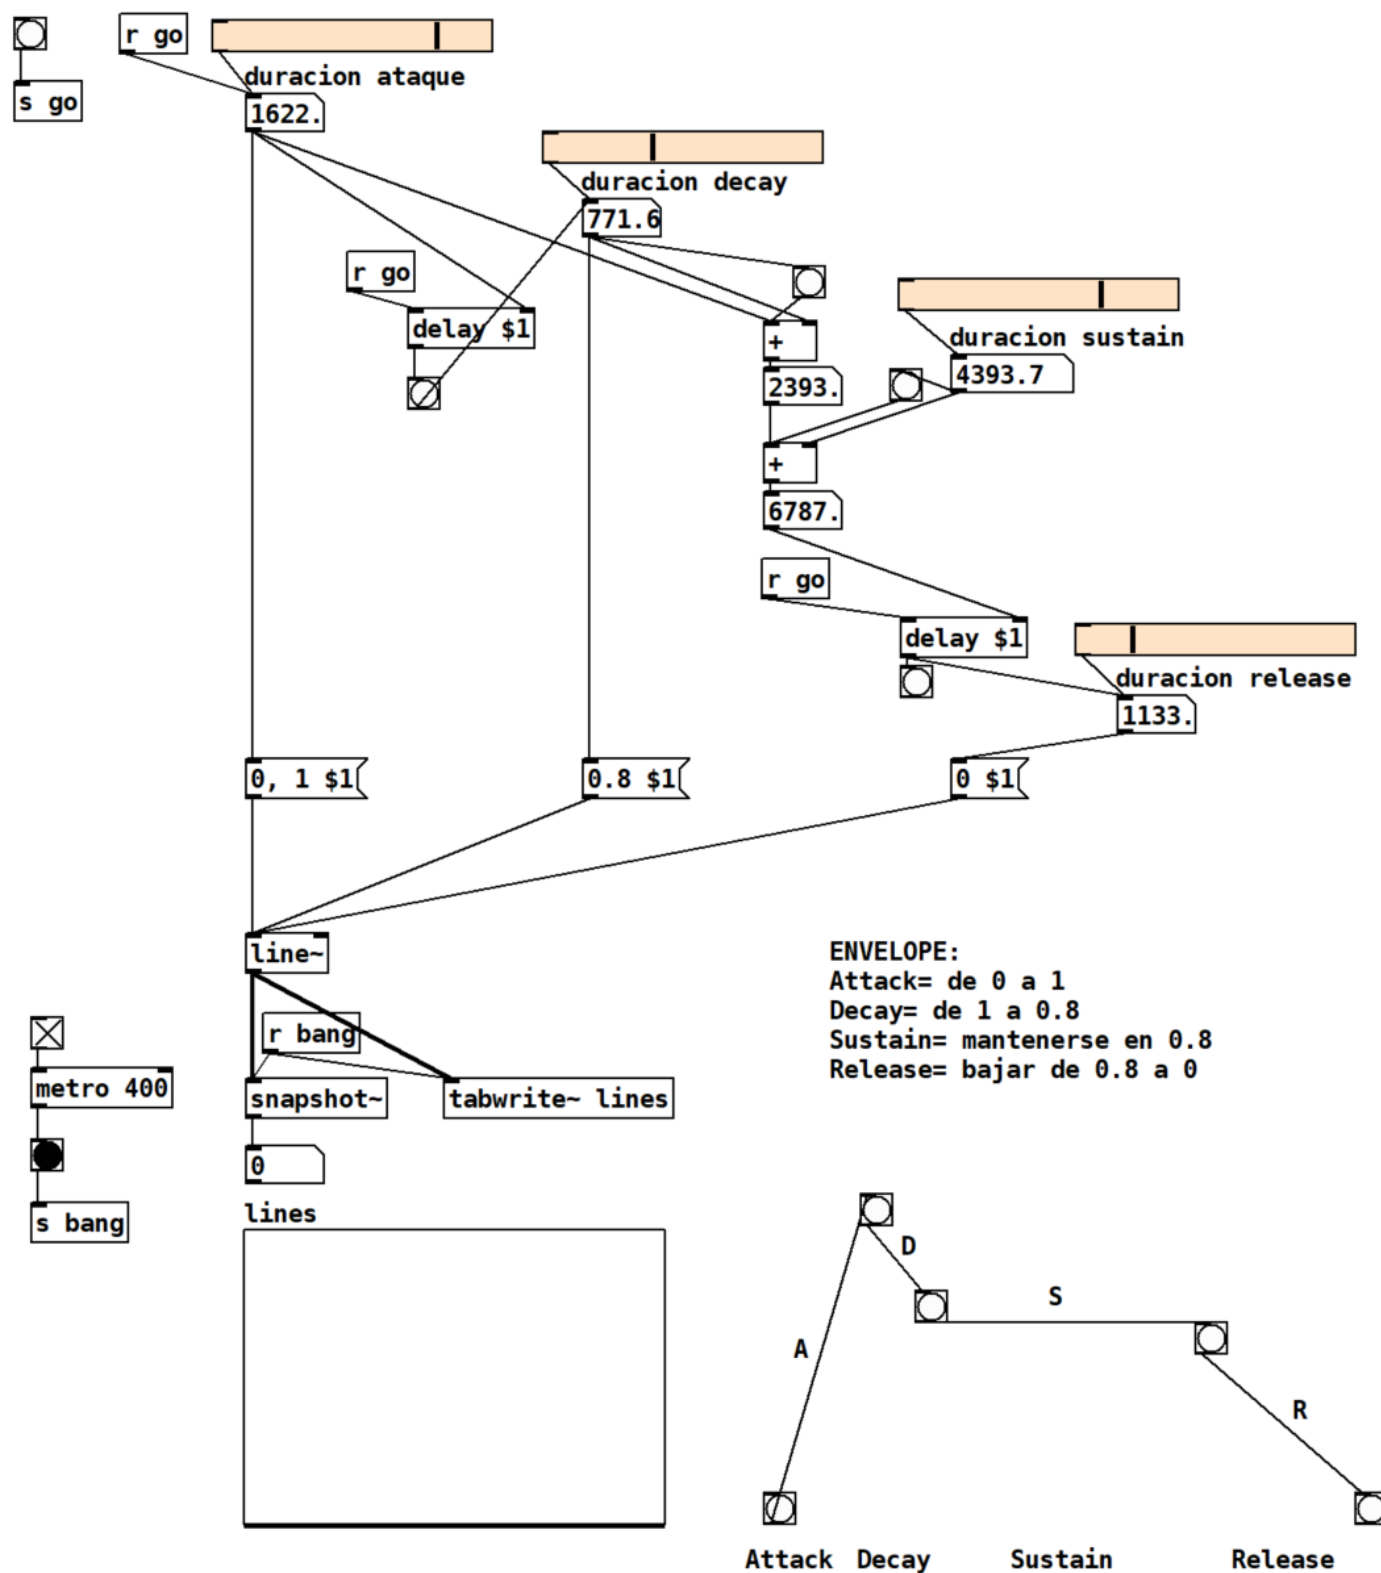 r go
s go
duracion ataque
1622.
duracion decay
771.6
r go
delay $1
+
2393.
duracion sustain
4393.7
+
6787.
r go
delay $1
duracion release
1133.
0, 1 $1
0.8 $1
0 $1
line~
r bang
snapshot~
tabwrite~ lines
0
metro 400
s bang
ENVELOPE:
Attack= de 0 a 1
Decay= de 1 a 0.8
Sustain= mantenerse en 0.8
Release= bajar de 0.8 a 0
lines
D
S
A
R
Attack
Decay
Sustain
Release